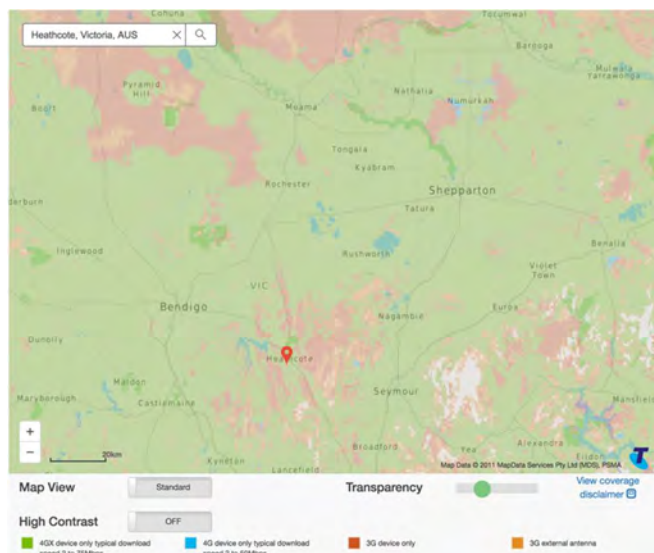 Heathcote, Victoria, AUS
Cohuna
Tocumwal
Barooga
Mulwala
Yarrawonga
Pyramid
Hill
Nathalia
Numurkah
Boort
Moama
Tongala
Kyabram
Rochester
Shepparton
derburn
Tatura
Inglewood
Rushworth
Benalla
VIC
Violet
Town
Bendigo
Nagambie
Euroa
Dunolly
Heathcote
Maldon
Seymour
Maryborough
Castlemaine
Mansfield
Broadford
Yea
Alexandra
Eildon
Kyneton
Lancefield
+
−
20km
Map Data © 2011 MapData Services Pty Ltd (MDS), PSMA
T
Map View
Standard
Transparency
View coverage
disclaimer
High Contrast
OFF
4GX device only typical download
4G device only typical download
3G device only
3G external antenna